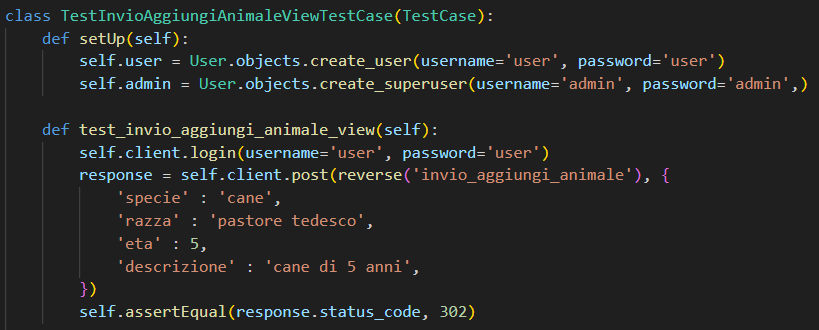 class TestInvioAggiungiAnimaleViewTestCase(TestCase):
    def setUp(self):
        self.user = User.objects.create_user(username='user', password='user')
        self.admin = User.objects.create_superuser(username='admin', password='admin',)

    def test_invio_aggiungi_animale_view(self):
        self.client.login(username='user', password='user')
        response = self.client.post(reverse('invio_aggiungi_animale'), {
            'specie' : 'cane',
            'razza' : 'pastore tedesco',
            'eta' : 5,
            'descrizione' : 'cane di 5 anni',
        })
        self.assertEqual(response.status_code, 302)